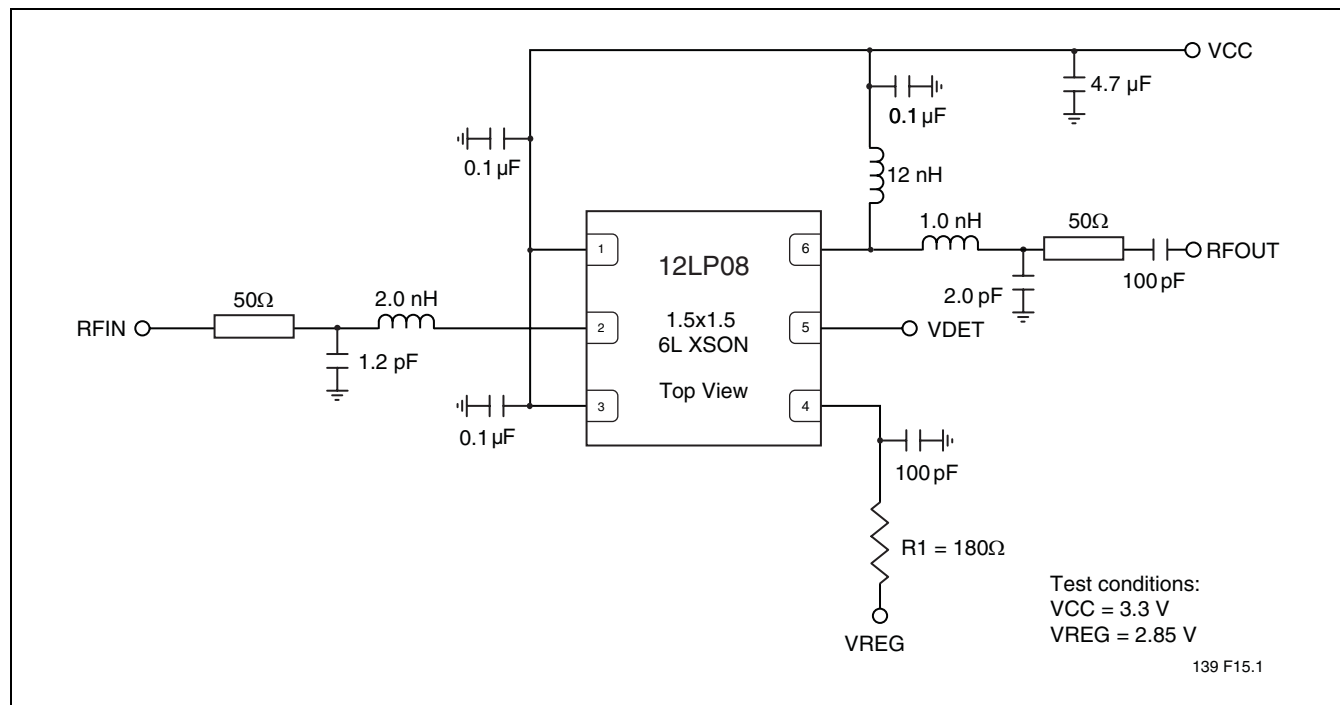 VCC
4.7 µF
0.1 µF
0.1 µF
12 nH
1.0 nH
50Ω
RFOUT
100 pF
2.0 pF
1
6
12LP08
50Ω
2.0 nH
RFIN
2
1.5x1.5
6L XSON
5
VDET
1.2 pF
3
Top View
4
0.1 µF
100 pF
R1 = 180Ω
VREG
Test conditions:
VCC = 3.3 V
VREG = 2.85 V
139 F15.1